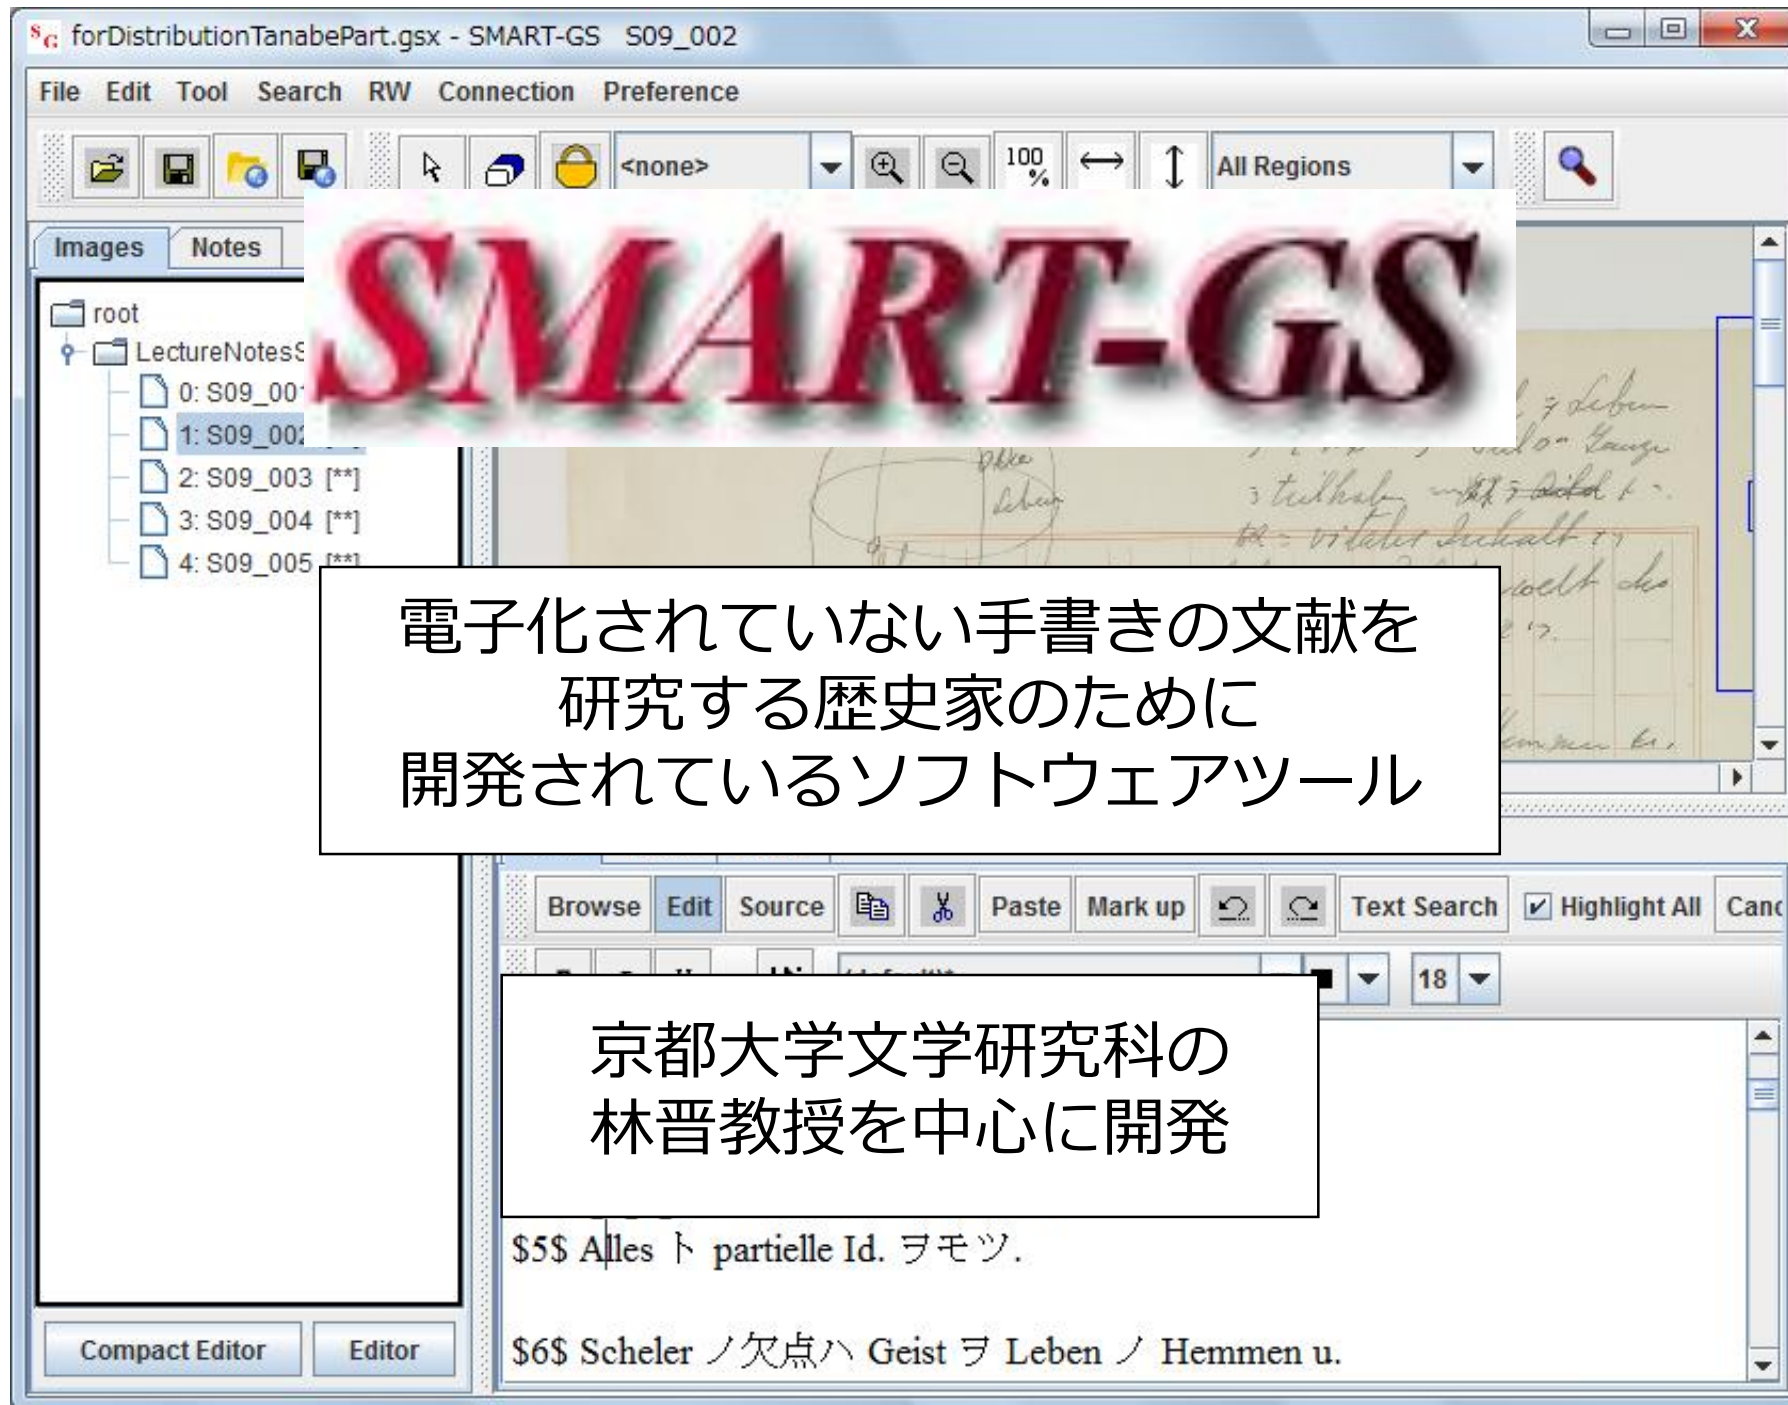 SG forDistributionTanabePart.gsx - SMART-GS S09_002
File Edit Tool Search RW Connection Preference
<none> 100% All Regions
Images Notes
SMART-GS
root
LectureNotesS
0: S09_001
1: S09_002 [**]
2: S09_003 [**]
3: S09_004 [**]
4: S09_005 [**]
Leben
電子化されていない手書きの文献を
研究する歴史家のために
開発されているソフトウェアツール
Browse Edit Source Paste Mark up Text Search Highlight All Canc
18
京都大学文学研究科の
林晋教授を中心に開発
$5$ Alles ト partielle Id. ヲモツ.
$6$ Scheler ノ欠点ハ Geist ヲ Leben ノ Hemmen u.
Compact Editor Editor